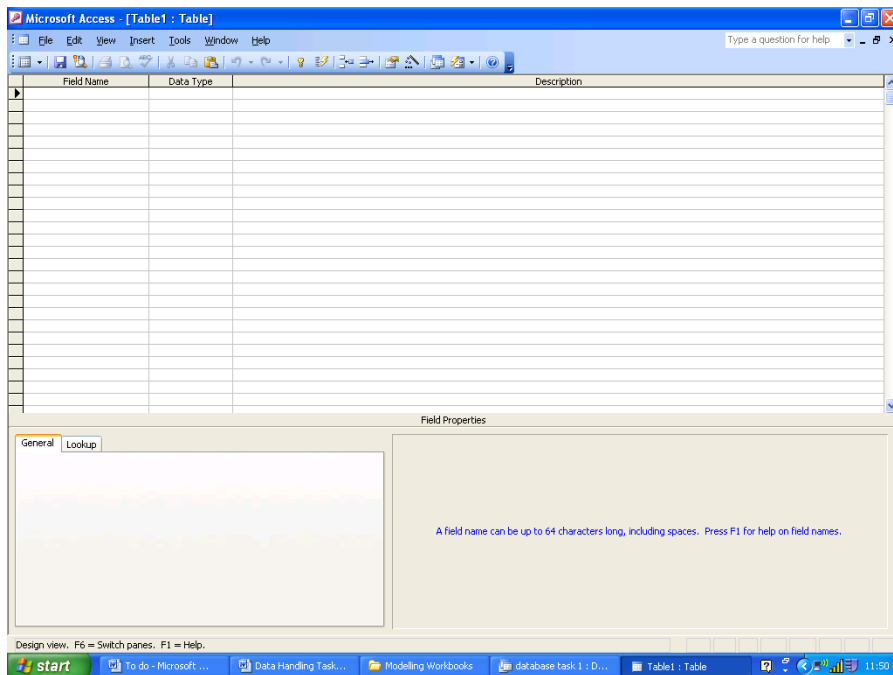 Microsoft Access - [Table1 : Table]
File Edit View Insert Tools Window Help Type a question for help
Field Name Data Type Description
Field Properties
General Lookup
A field name can be up to 64 characters long, including spaces. Press F1 for help on field names.
Design view. F6 = Switch panes. F1 = Help.
start To do - Microsoft ... Data Handling Task... Modelling Workbooks database task 1 : D... Table1 : Table 11:50